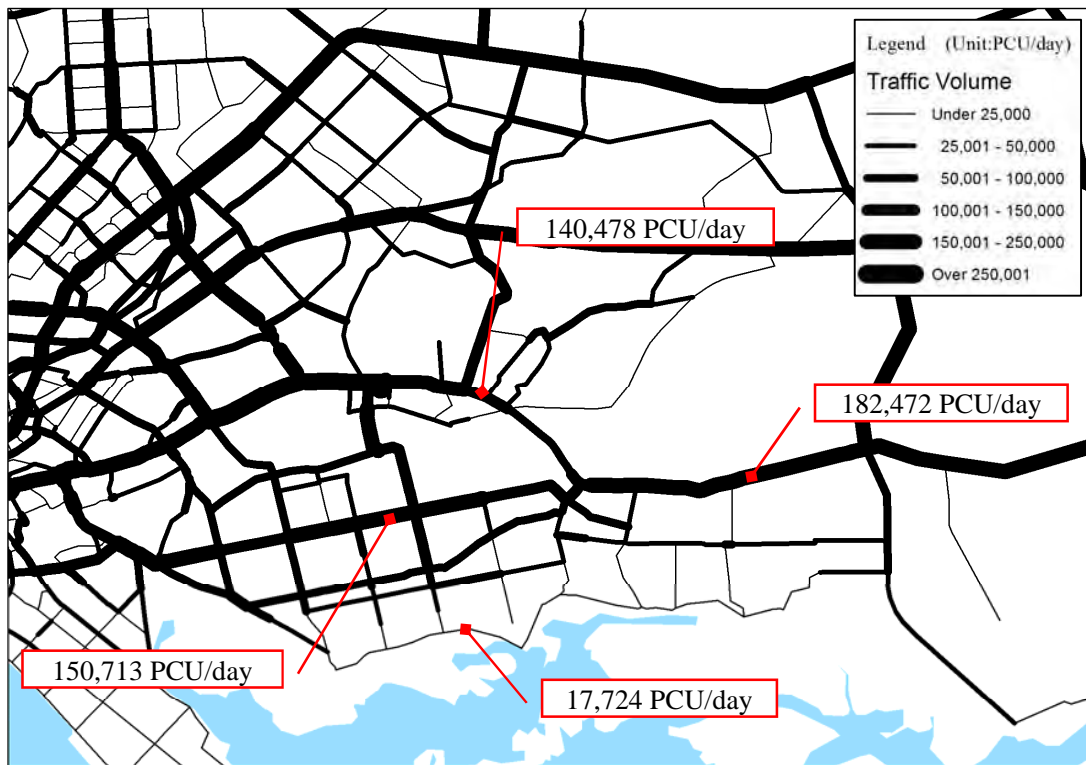 Legend (Unit:PCU/day)
Traffic Volume
Under 25,000
25,001 - 50,000
50,001 - 100,000
100,001 - 150,000
150,001 - 250,000
Over 250,001
140,478 PCU/day
182,472 PCU/day
150,713 PCU/day
17,724 PCU/day